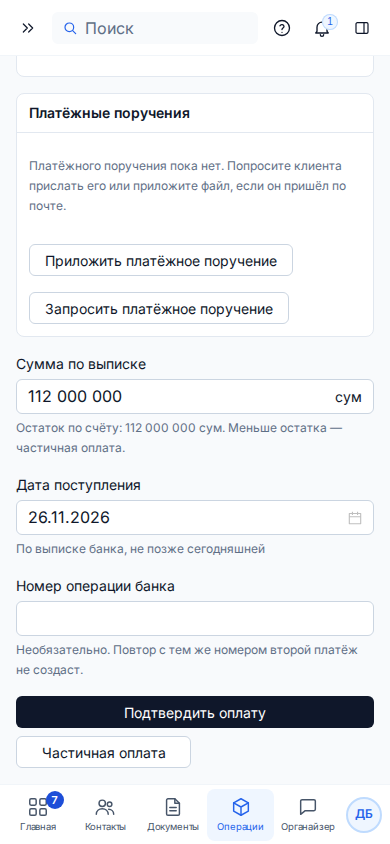 Поиск
1
Платёжные поручения
Платёжного поручения пока нет. Попросите клиента
прислать его или приложите файл, если он пришёл по
почте.
Приложить платёжное поручение
Запросить платёжное поручение
Сумма по выписке
112 000 000 сум
Остаток по счёту: 112 000 000 сум. Меньше остатка —
частичная оплата.
Дата поступления
26.11.2026
По выписке банка, не позже сегодняшней
Номер операции банка
Необязательно. Повтор с тем же номером второй платёж
не создаст.
Подтвердить оплату
Частичная оплата
7
Главная Контакты Документы Операции Органайзер ДБ